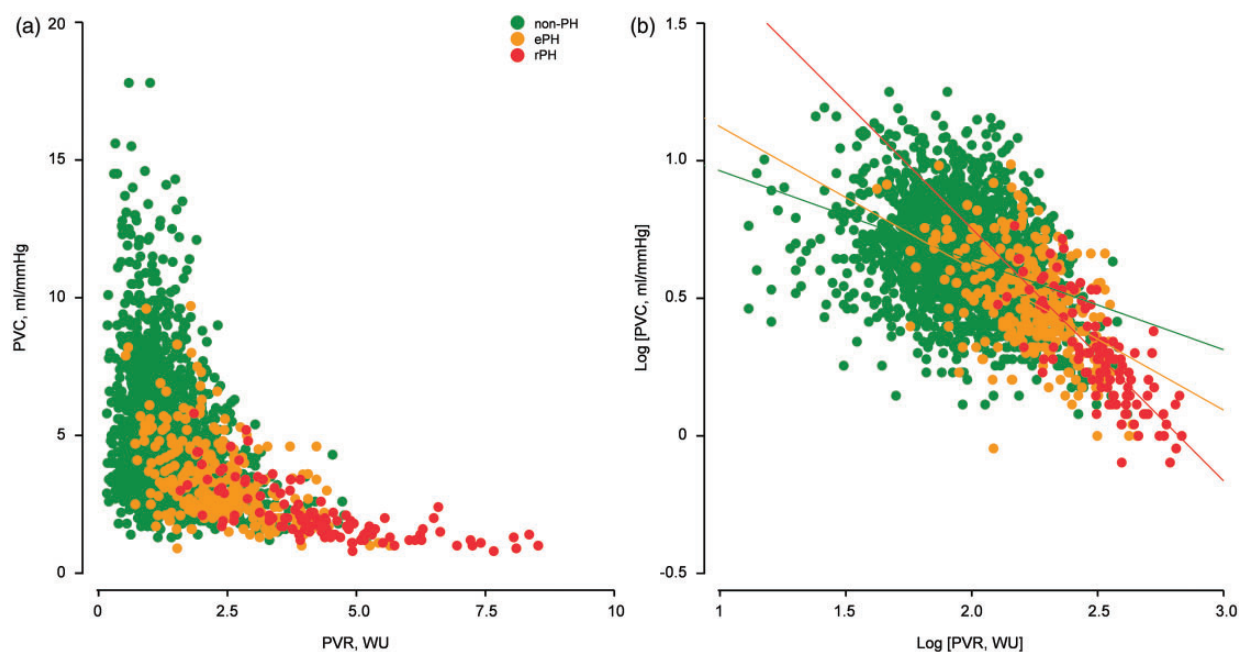 (a)
20
15
10
5
0
PVC, ml/mmHg
0
2.5
5.0
7.5
10
PVR, WU
non-PH
ePH
rPH
(b)
1.5
1.0
0.5
0
-0.5
Log [PVC, ml/mmHg]
1
1.5
2.0
2.5
3.0
Log [PVR, WU]